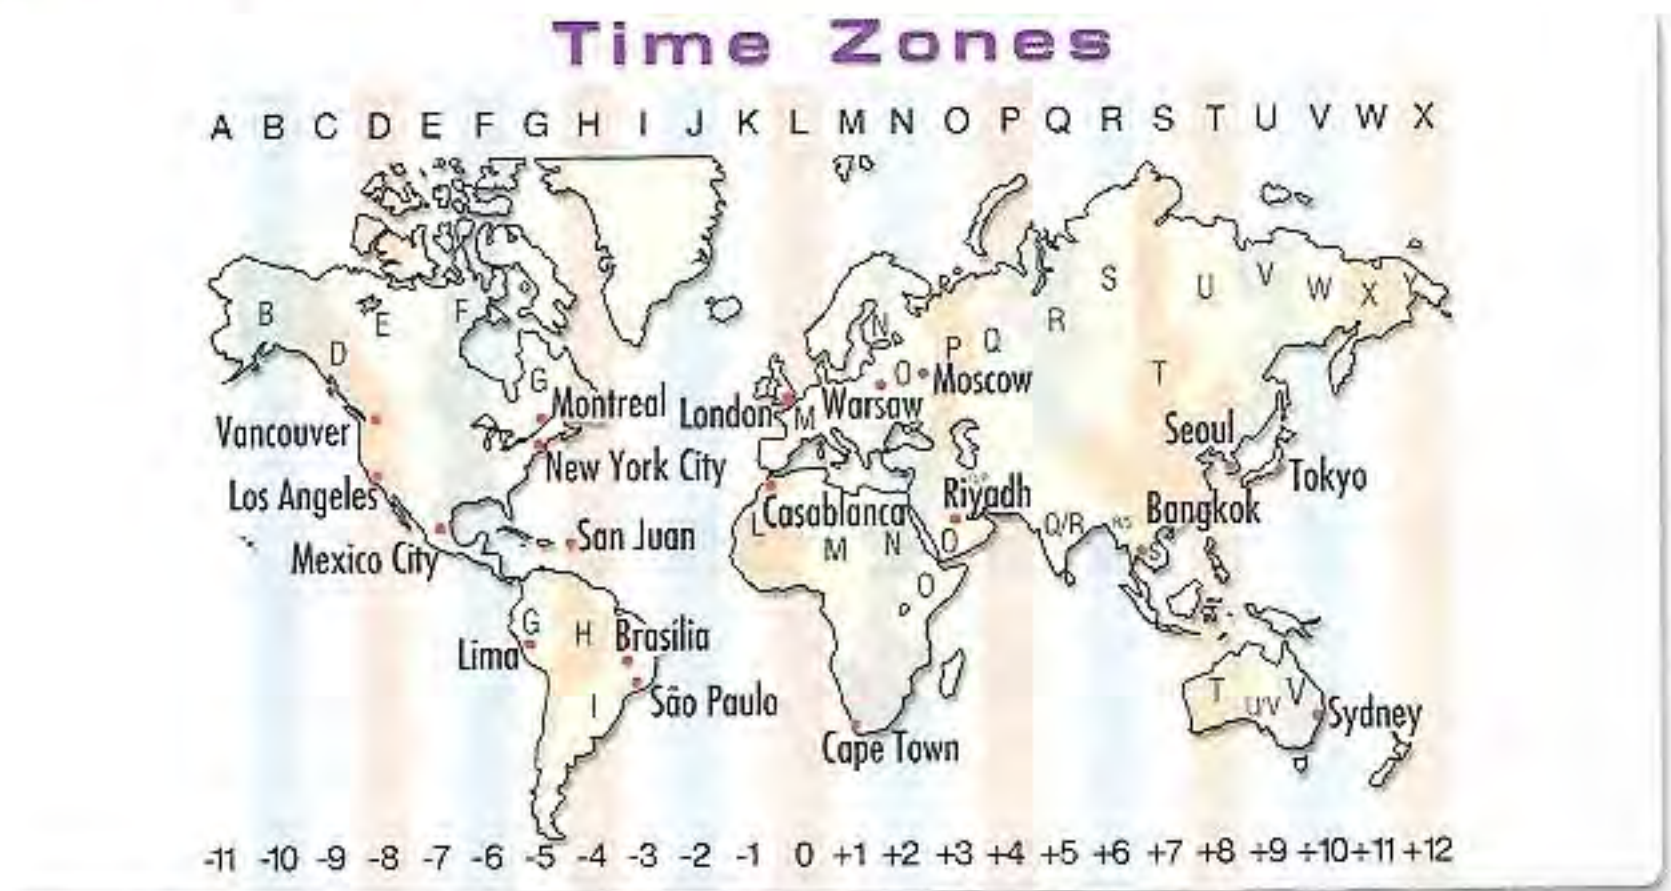 Time Zones
A B C D E F G H I J K L M N O P Q R S T U V W X
B
E
F
D
G
N
P
Q
R
S
U
V
W
X
Y
T
O
Moscow
Montreal
London
M
Warsaw
Vancouver
Seoul
New York City
Tokyo
Los Angeles
Riyadh
Casablanca
Bangkok
L
San Juan
M
N
O
Q/R
RS
S
Mexico City
O
G
H
Brasília
Lima
I
São Paulo
T
U/V
V
Sydney
Cape Town
-11 -10 -9 -8 -7 -6 -5 -4 -3 -2 -1 0 +1 +2 +3 +4 +5 +6 +7 +8 +9 +10 +11 +12